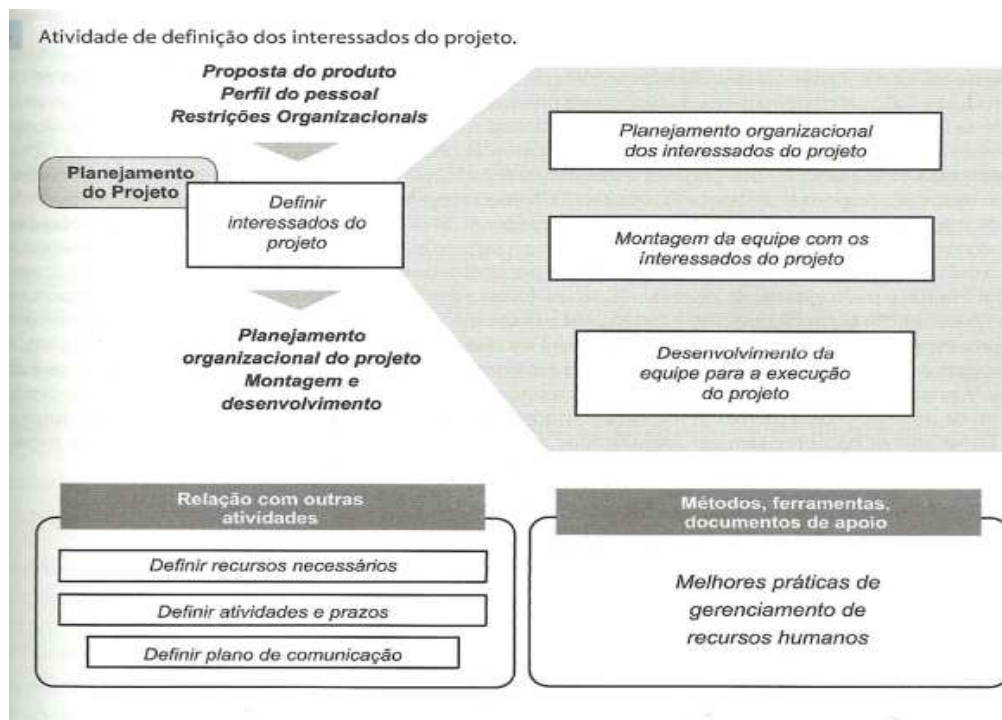 Atividade de definição dos interessados do projeto.
Proposta do produto
Perfil do pessoal
Restrições Organizacionais
Planejamento
do Projeto
Definir
interessados do
projeto
Planejamento
organizacional do projeto
Montagem e
desenvolvimento
Planejamento organizacional
dos interessados do projeto
Montagem da equipe com os
interessados do projeto
Desenvolvimento da
equipe para a execução
do projeto
Relação com outras
atividades
Definir recursos necessários
Definir atividades e prazos
Definir plano de comunicação
Métodos, ferramentas,
documentos de apoio
Melhores práticas de
gerenciamento de
recursos humanos